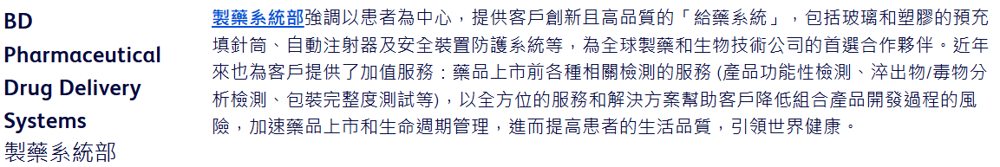 BD
Pharmaceutical
Drug Delivery
Systems
製藥系統部
製藥系統部強調以患者為中心，提供客戶創新且高品質的「給藥系統」，包括玻璃和塑膠的預充
填針筒、自動注射器及安全裝置防護系統等，為全球製藥和生物技術公司的首選合作夥伴。近年
來也為客戶提供了加值服務：藥品上市前各種相關檢測的服務 (產品功能性檢測、淬出物/毒物分
析檢測、包裝完整度測試等)，以全方位的服務和解決方案幫助客戶降低組合產品開發過程的風
險，加速藥品上市和生命週期管理，進而提高患者的生活品質，引領世界健康。